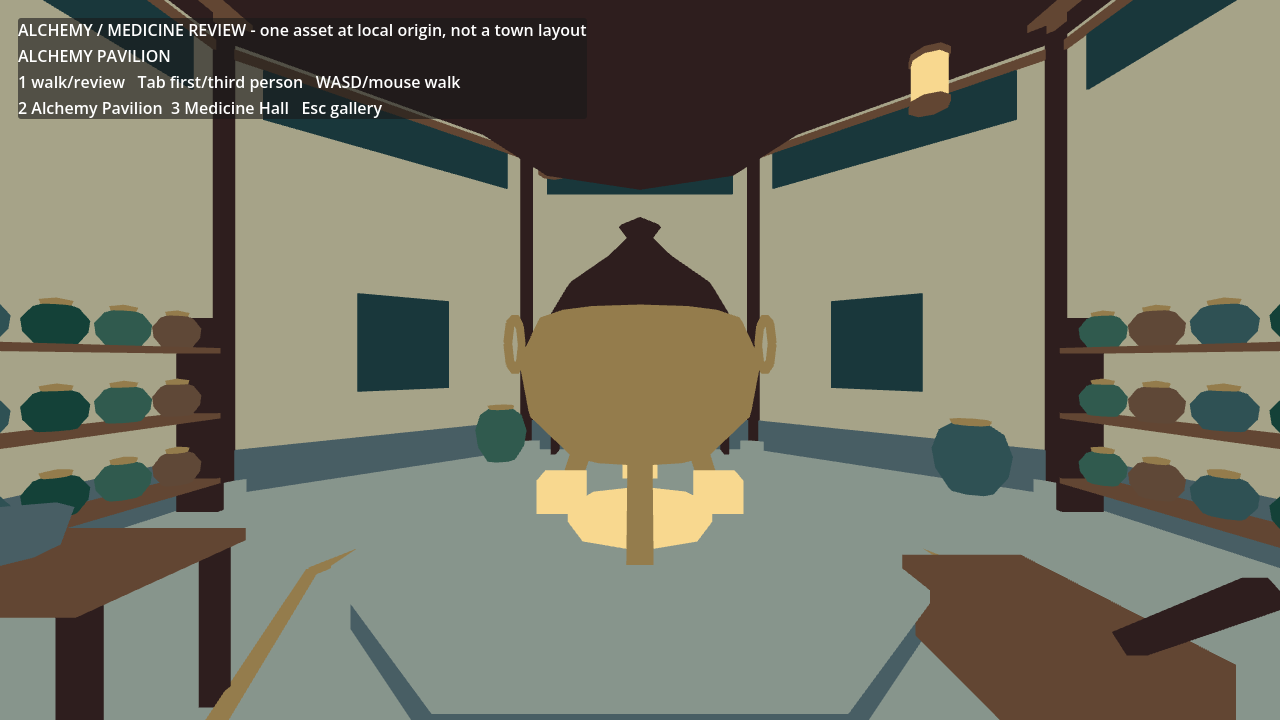 ALCHEMY / MEDICINE REVIEW - one asset at local origin, not a town layout
ALCHEMY PAVILION
1 walk/review   Tab first/third person   WASD/mouse walk
2 Alchemy Pavilion  3 Medicine Hall   Esc gallery